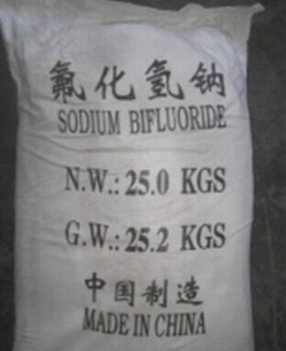 氟化氢钠
SODIUM BIFLUORIDE
N.W.: 25.0 KGS
G.W.: 25.2 KGS
中国制造
MADE IN CHINA